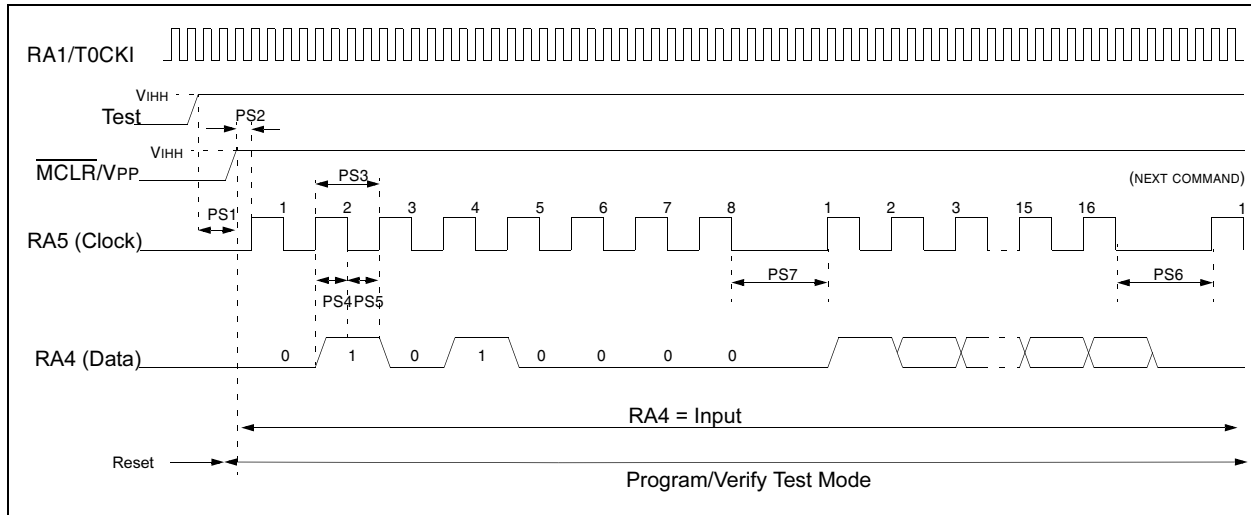 RA1/T0CKI
VIHH
Test
PS2
VIHH
MCLR/VPP
(NEXT COMMAND)
PS3
PS1
1 2 3 4 5 6 7 8 1 2 3 15 16 1
RA5 (Clock)
PS7 PS6
PS4 PS5
RA4 (Data)
0 1 0 1 0 0 0 0
RA4 = Input
Reset
Program/Verify Test Mode